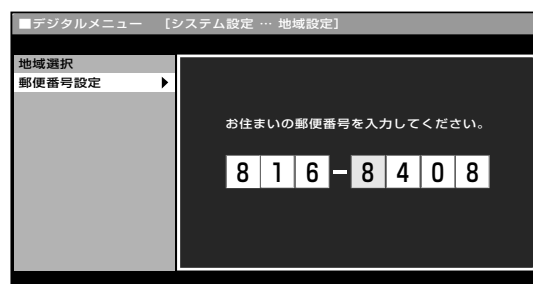 ■デジタルメニュー [システム設定 … 地域設定]
地域選択
郵便番号設定 ▶
お住まいの郵便番号を入力してください。
816-8408